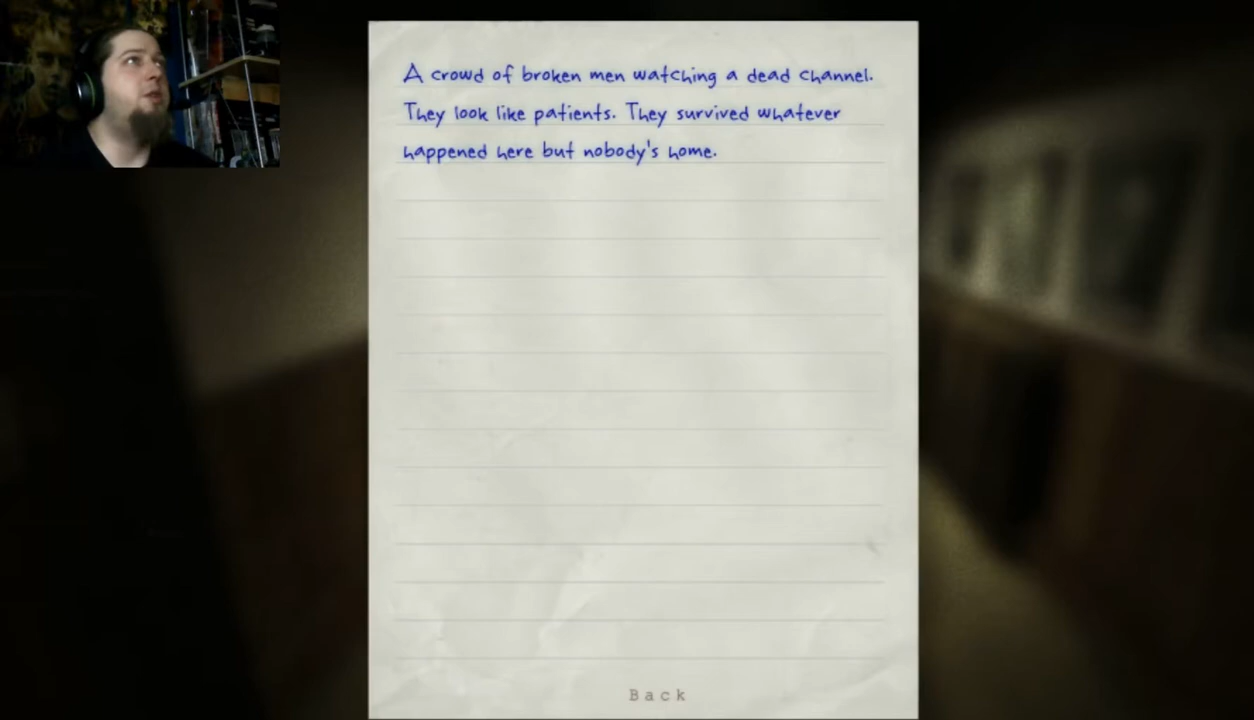 A crowd of broken men watching a dead channel.
They look like patients. They survived whatever
happened here but nobody's home.
Back